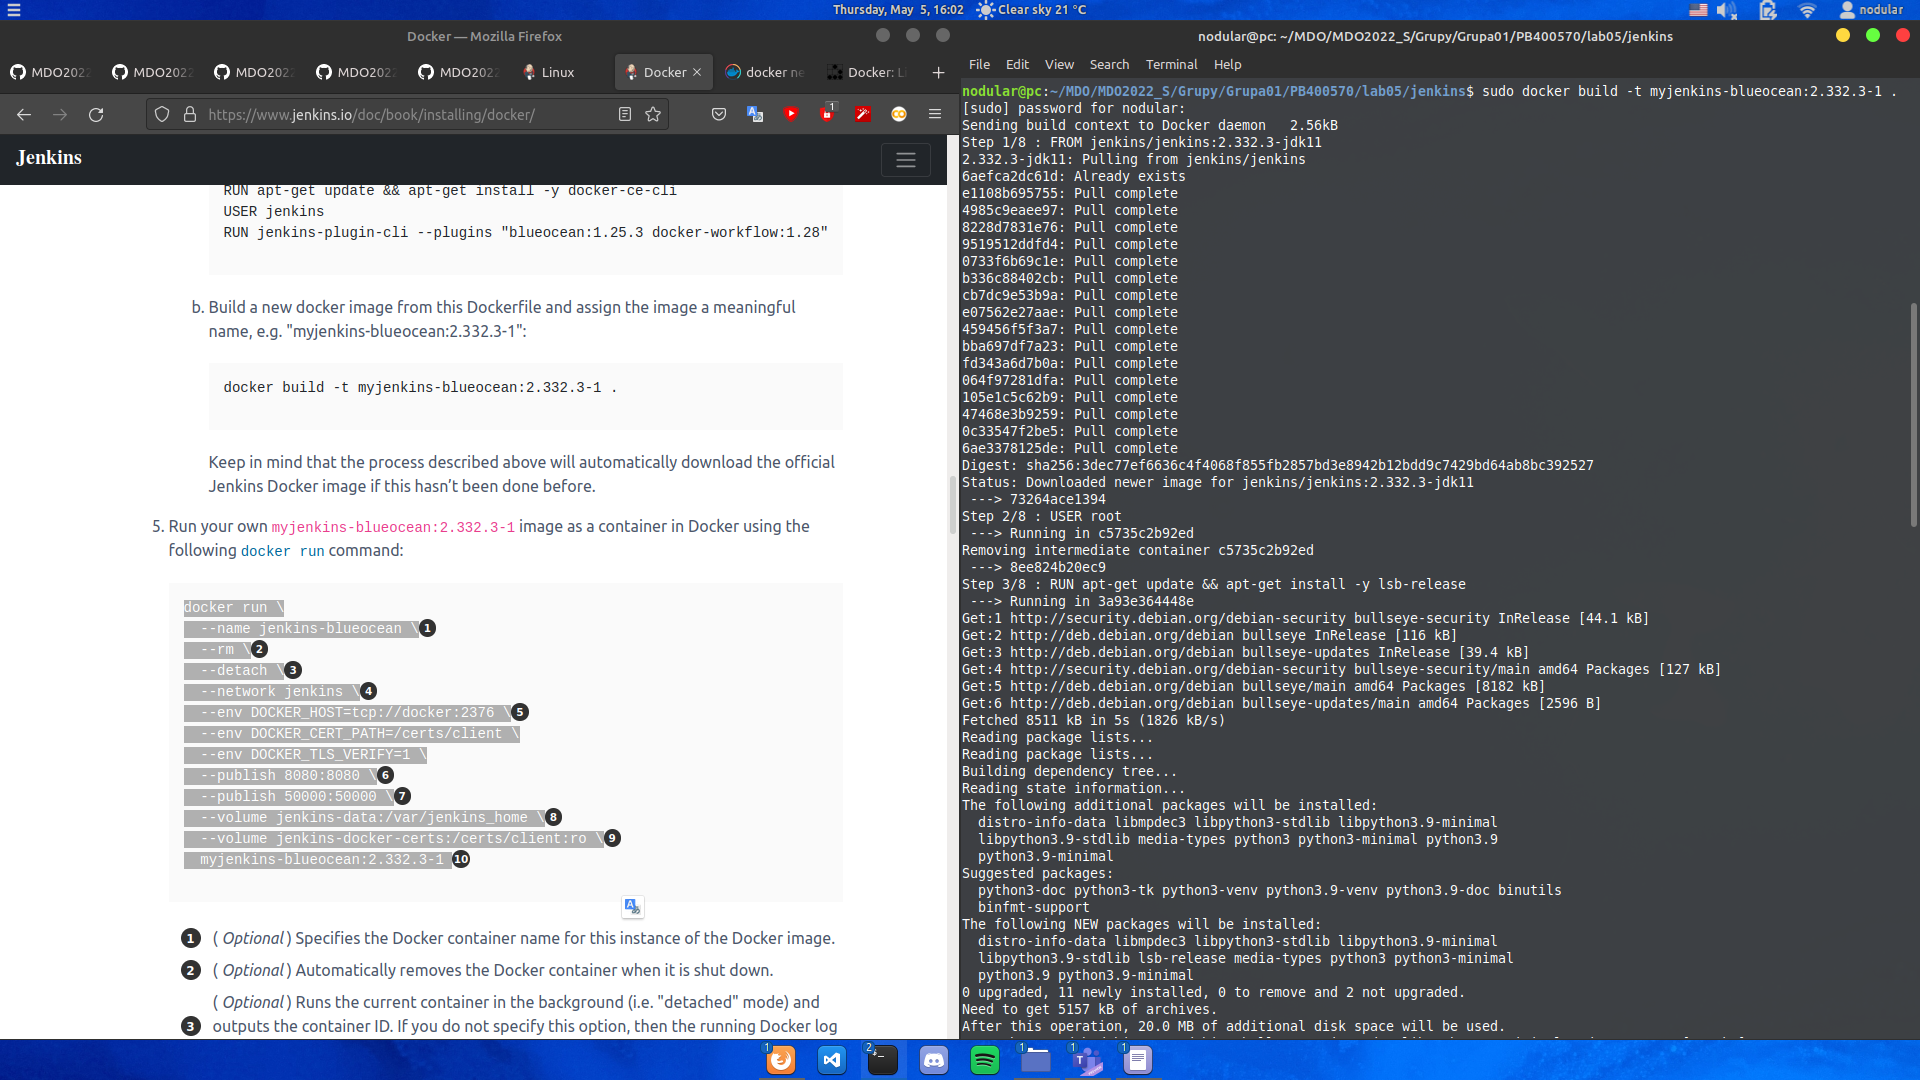 Thursday, May 5, 16:02 Clear sky 21 °C
nodular
Docker — Mozilla Firefox
MDO2022
MDO2022
MDO2022
MDO2022
MDO2022
Linux
Docker
docker ne
Docker: Li
https://www.jenkins.io/doc/book/installing/docker/
1
Jenkins
RUN apt-get update && apt-get install -y docker-ce-cli
USER jenkins
RUN jenkins-plugin-cli --plugins "blueocean:1.25.3 docker-workflow:1.28"
b. Build a new docker image from this Dockerfile and assign the image a meaningful
name, e.g. "myjenkins-blueocean:2.332.3-1":
docker build -t myjenkins-blueocean:2.332.3-1 .
Keep in mind that the process described above will automatically download the official
Jenkins Docker image if this hasn’t been done before.
5. Run your own myjenkins-blueocean:2.332.3-1 image as a container in Docker using the
following docker run command:
docker run \
--name jenkins-blueocean \ 1
--rm \ 2
--detach \ 3
--network jenkins \ 4
--env DOCKER_HOST=tcp://docker:2376 \ 5
--env DOCKER_CERT_PATH=/certs/client \
--env DOCKER_TLS_VERIFY=1 \
--publish 8080:8080 \ 6
--publish 50000:50000 \ 7
--volume jenkins-data:/var/jenkins_home \ 8
--volume jenkins-docker-certs:/certs/client:ro \ 9
myjenkins-blueocean:2.332.3-1 10
1 ( Optional ) Specifies the Docker container name for this instance of the Docker image.
2 ( Optional ) Automatically removes the Docker container when it is shut down.
( Optional ) Runs the current container in the background (i.e. "detached" mode) and
3 outputs the container ID. If you do not specify this option, then the running Docker log
nodular@pc: ~/MDO/MDO2022_S/Grupy/Grupa01/PB400570/lab05/jenkins
File Edit View Search Terminal Help
nodular@pc:~/MDO/MDO2022_S/Grupy/Grupa01/PB400570/lab05/jenkins$ sudo docker build -t myjenkins-blueocean:2.332.3-1 .
[sudo] password for nodular:
Sending build context to Docker daemon 2.56kB
Step 1/8 : FROM jenkins/jenkins:2.332.3-jdk11
2.332.3-jdk11: Pulling from jenkins/jenkins
6aefca2dc61d: Already exists
e1108b695755: Pull complete
4985c9eaee97: Pull complete
8228d7831e76: Pull complete
9519512ddfd4: Pull complete
0733f6b69c1e: Pull complete
b336c88402cb: Pull complete
cb7dc9e53b9a: Pull complete
e07562e27aae: Pull complete
459456f5f3a7: Pull complete
bba697df7a23: Pull complete
fd343a6d7b0a: Pull complete
064f97281dfa: Pull complete
105e1c5c62b9: Pull complete
47468e3b9259: Pull complete
0c33547f2be5: Pull complete
6ae3378125de: Pull complete
Digest: sha256:3dec77ef6636c4f4068f855fb2857bd3e8942b12bdd9c7429bd64ab8bc392527
Status: Downloaded newer image for jenkins/jenkins:2.332.3-jdk11
---> 73264ace1394
Step 2/8 : USER root
---> Running in c5735c2b92ed
Removing intermediate container c5735c2b92ed
---> 8ee824b20ec9
Step 3/8 : RUN apt-get update && apt-get install -y lsb-release
---> Running in 3a93e364448e
Get:1 http://security.debian.org/debian-security bullseye-security InRelease [44.1 kB]
Get:2 http://deb.debian.org/debian bullseye InRelease [116 kB]
Get:3 http://deb.debian.org/debian bullseye-updates InRelease [39.4 kB]
Get:4 http://security.debian.org/debian-security bullseye-security/main amd64 Packages [127 kB]
Get:5 http://deb.debian.org/debian bullseye/main amd64 Packages [8182 kB]
Get:6 http://deb.debian.org/debian bullseye-updates/main amd64 Packages [2596 B]
Fetched 8511 kB in 5s (1826 kB/s)
Reading package lists...
Reading package lists...
Building dependency tree...
Reading state information...
The following additional packages will be installed:
distro-info-data libmpdec3 libpython3-stdlib libpython3.9-minimal
libpython3.9-stdlib media-types python3 python3-minimal python3.9
python3.9-minimal
Suggested packages:
python3-doc python3-tk python3-venv python3.9-venv python3.9-doc binutils
binfmt-support
The following NEW packages will be installed:
distro-info-data libmpdec3 libpython3-stdlib libpython3.9-minimal
libpython3.9-stdlib lsb-release media-types python3 python3-minimal
python3.9 python3.9-minimal
0 upgraded, 11 newly installed, 0 to remove and 2 not upgraded.
Need to get 5157 kB of archives.
After this operation, 20.0 MB of additional disk space will be used.
1
2
1
1
1